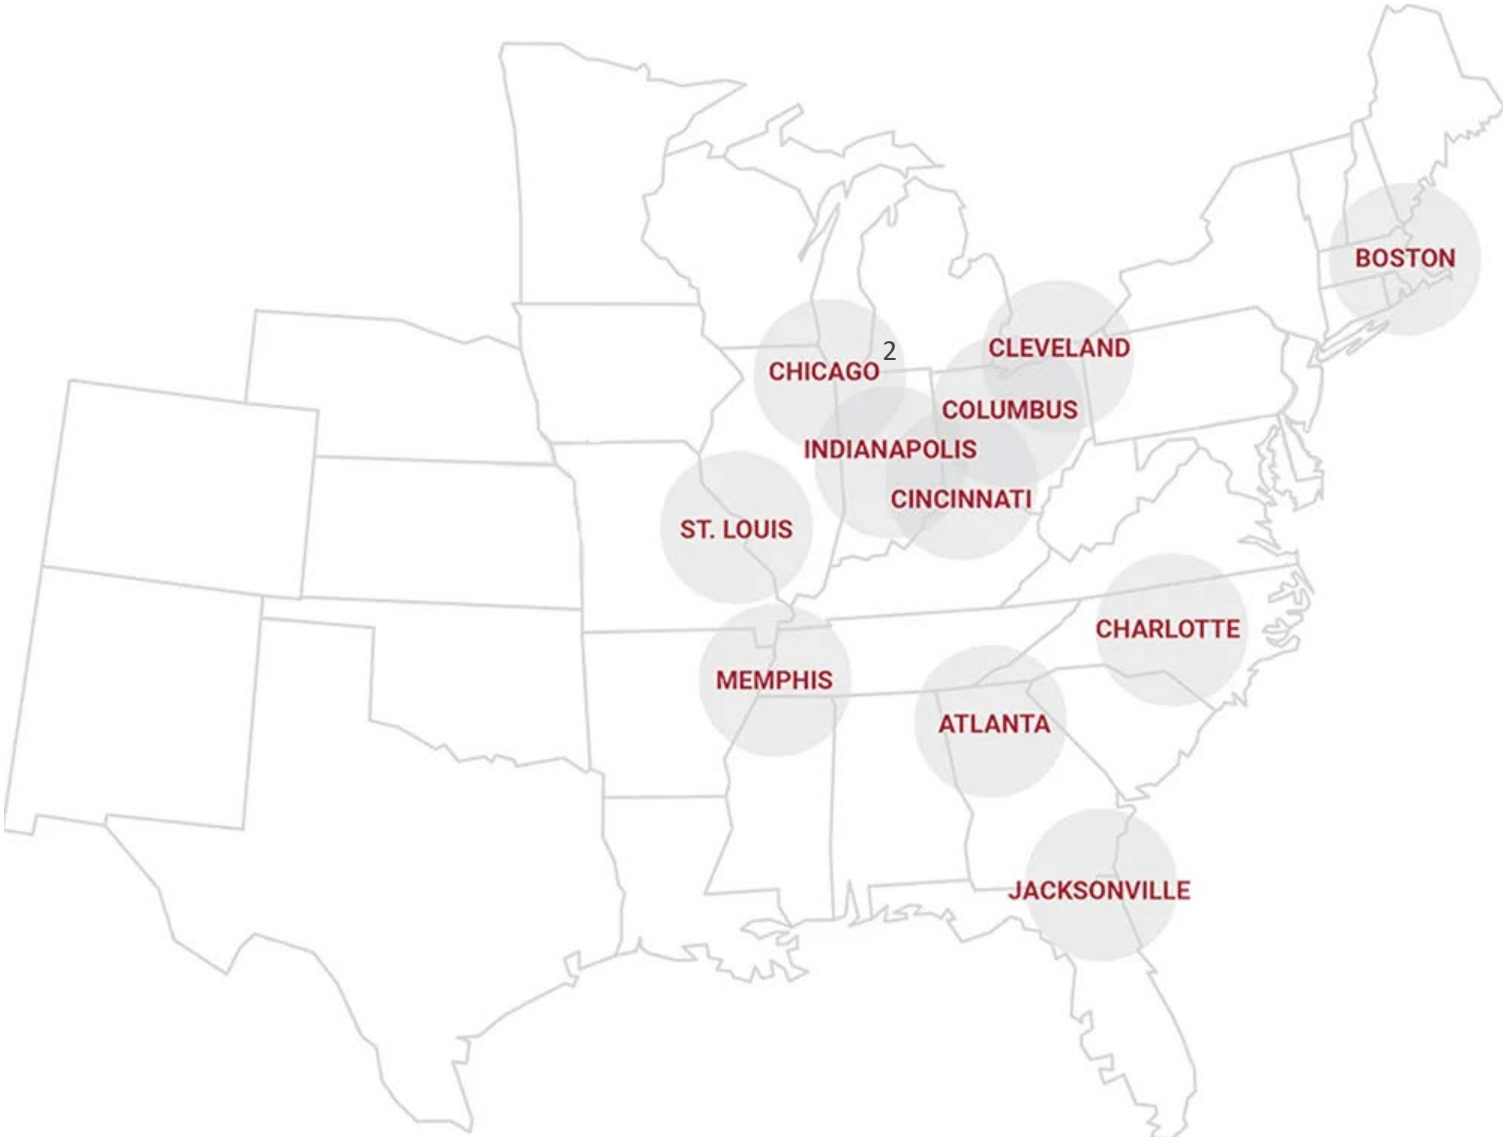 BOSTON
CLEVELAND
2
CHICAGO
COLUMBUS
INDIANAPOLIS
CINCINNATI
ST. LOUIS
CHARLOTTE
MEMPHIS
ATLANTA
JACKSONVILLE